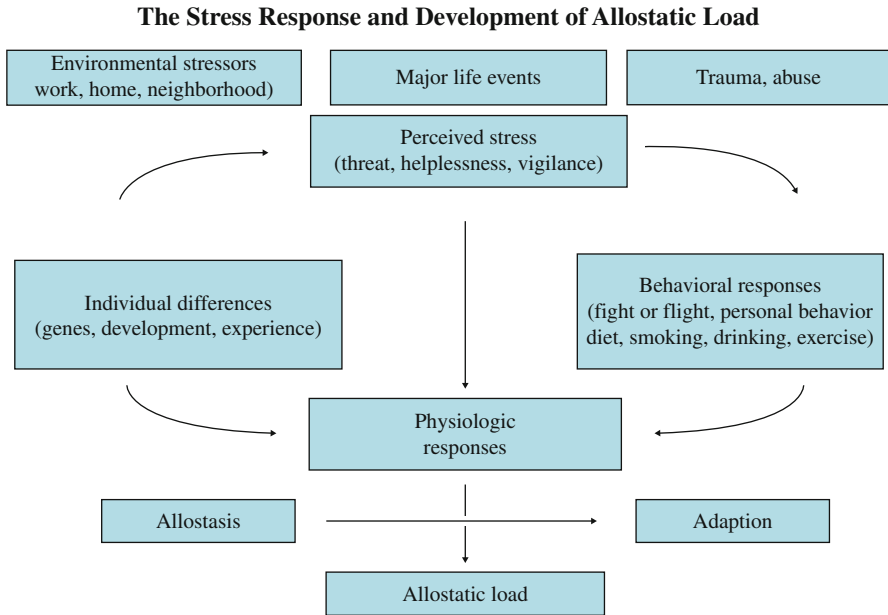 The Stress Response and Development of Allostatic Load
Environmental stressors
work, home, neighborhood)
Major life events
Trauma, abuse
Perceived stress
(threat, helplessness, vigilance)
Individual differences
(genes, development, experience)
Behavioral responses
(fight or flight, personal behavior
diet, smoking, drinking, exercise)
Physiologic
responses
Allostasis
Adaption
Allostatic load